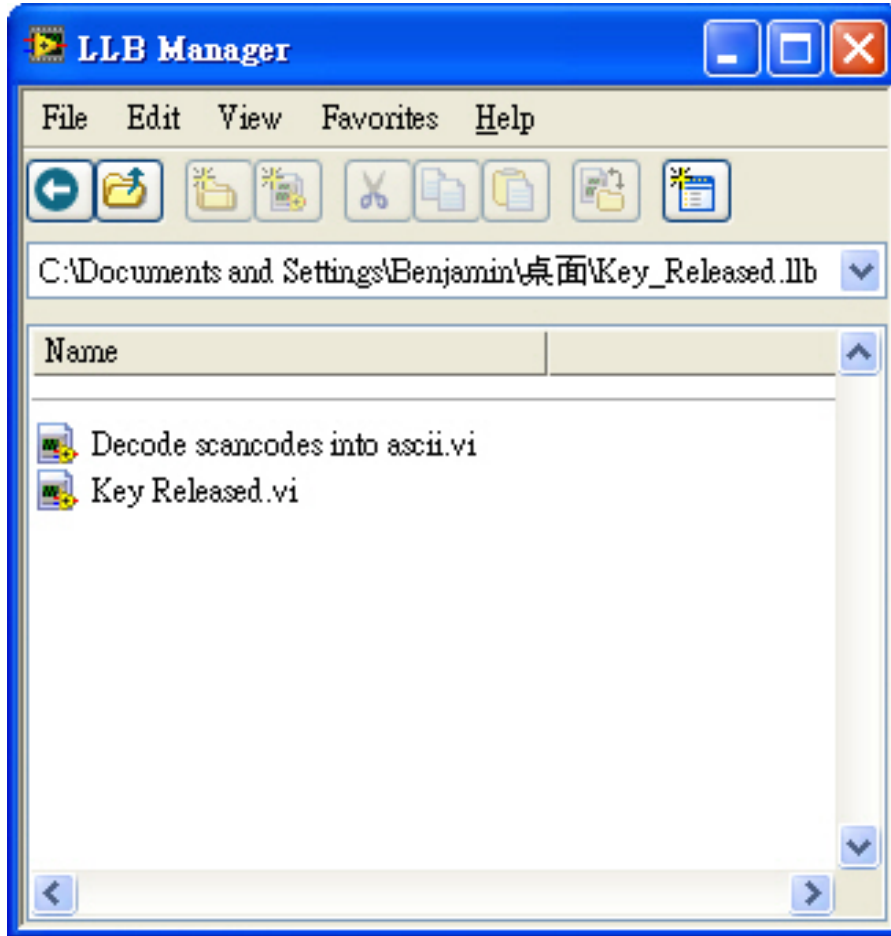 LLB Manager
File Edit View Favorites Help
C:\Documents and Settings\Benjamin\桌面\Key_Released.llb
Name
Decode scancodes into ascii.vi
Key Released.vi